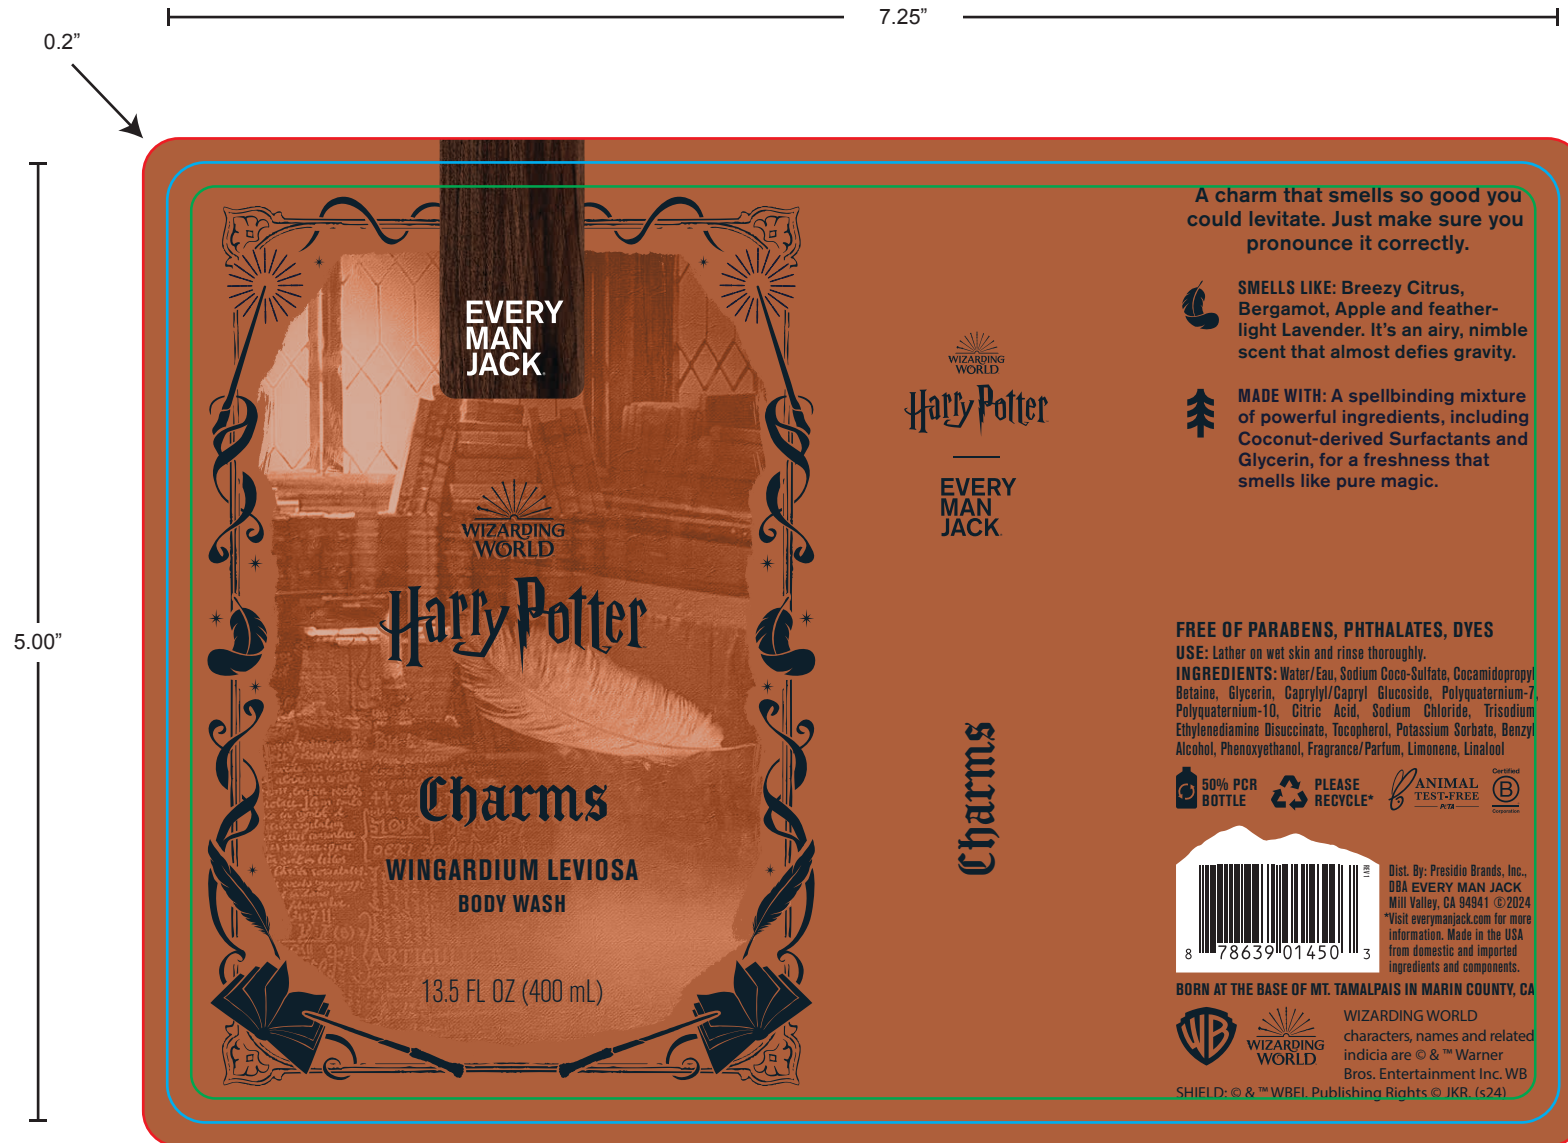 7.25”
0.2”
5.00”
EVERY
MAN
JACK
WIZARDING
WORLD
Harry Potter
Charms
WINGARDIUM LEVIOSA
BODY WASH
13.5 FL OZ (400 mL)
WIZARDING
WORLD
Harry Potter
EVERY
MAN
JACK
Charms
A charm that smells so good you
could levitate. Just make sure you
pronounce it correctly.
SMELLS LIKE: Breezy Citrus,
Bergamot, Apple and feather-
light Lavender. It’s an airy, nimble
scent that almost defies gravity.
MADE WITH: A spellbinding mixture
of powerful ingredients, including
Coconut-derived Surfactants and
Glycerin, for a freshness that
smells like pure magic.
FREE OF PARABENS, PHTHALATES, DYES
USE: Lather on wet skin and rinse thoroughly.
INGREDIENTS: Water/Eau, Sodium Coco-Sulfate, Cocamidopropyl
Betaine, Glycerin, Caprylyl/Capryl Glucoside, Polyquaternium-7,
Polyquaternium-10, Citric Acid, Sodium Chloride, Trisodium
Ethylenediamine Disuccinate, Tocopherol, Potassium Sorbate, Benzyl
Alcohol, Phenoxyethanol, Fragrance/Parfum, Limonene, Linalool
50% PCR
BOTTLE
PLEASE
RECYCLE*
ANIMAL
TEST-FREE
PETA
Certified
B
Corporation
REV1
8 78639 01450 3
Dist. By: Presidio Brands, Inc.,
DBA EVERY MAN JACK
Mill Valley, CA 94941 ©2024
*Visit everymanjack.com for more
information. Made in the USA
from domestic and imported
ingredients and components.
BORN AT THE BASE OF MT. TAMALPAIS IN MARIN COUNTY, CA
WB
WIZARDING
WORLD
WIZARDING WORLD
characters, names and related
indicia are © & ™ Warner
Bros. Entertainment Inc. WB
SHIELD: © & ™ WBEI. Publishing Rights © JKR. (s24)